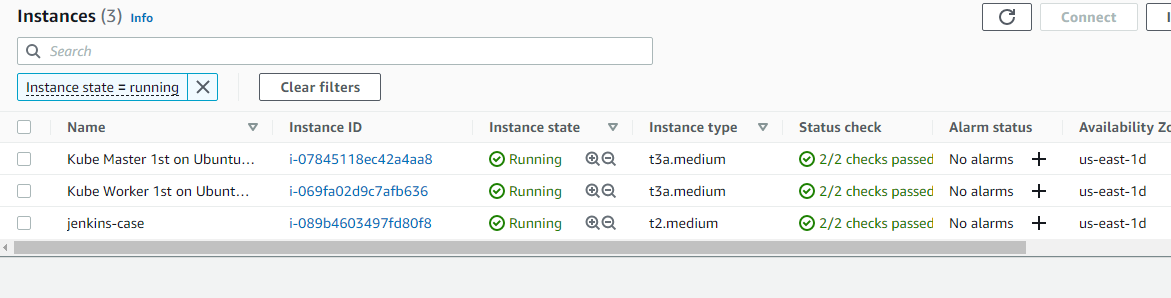 Instances (3) Info
Connect
Search
Instance state = running
Clear filters
Name Instance ID Instance state Instance type Status check Alarm status Availability Zo
Kube Master 1st on Ubuntu… i-07845118ec42a4aa8 Running t3a.medium 2/2 checks passed No alarms us-east-1d
Kube Worker 1st on Ubunt… i-069fa02d9c7afb636 Running t3a.medium 2/2 checks passed No alarms us-east-1d
jenkins-case i-089b4603497fd80f8 Running t2.medium 2/2 checks passed No alarms us-east-1d